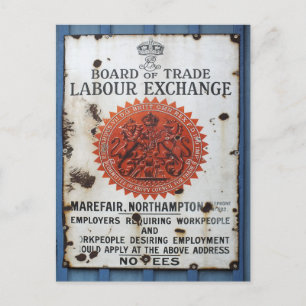 BOARD OF TRADE
LABOUR EXCHANGE
MAREFAIR. NORTHAMPTON
EMPLOYERS REQUIRING WORKPEOPLE
AND
RKPEOPLE DESIRING EMPLOYMENT
OULD APPLY AT THE ABOVE ADDRESS
NO FEES